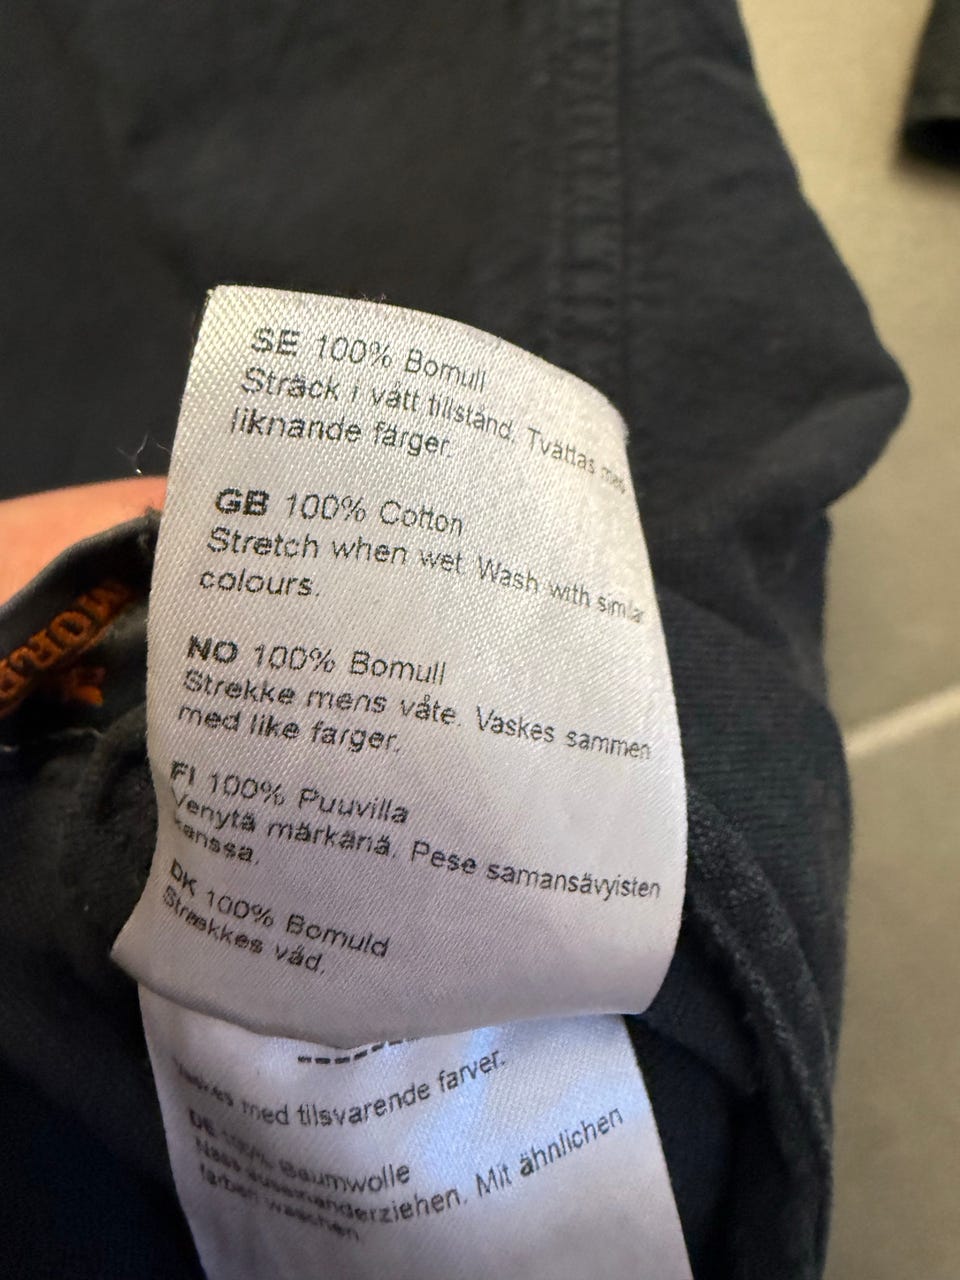 SE 100% Bomull
Sträck i vått tillstånd. Tvättas med
liknande färger.
GB 100% Cotton
Stretch when wet. Wash with similar
colours.
NO 100% Bomull
Strekke mens våte. Vaskes sammen
med like farger.
FI 100% Puuvilla
Venytä märkänä. Pese samansävyisten
kanssa.
DK 100% Bomuld
Strækkes våd.
med tilsvarende farver.
DE 100% Baumwolle
Nass auseinanderziehen. Mit ähnlichen
farben waschen.